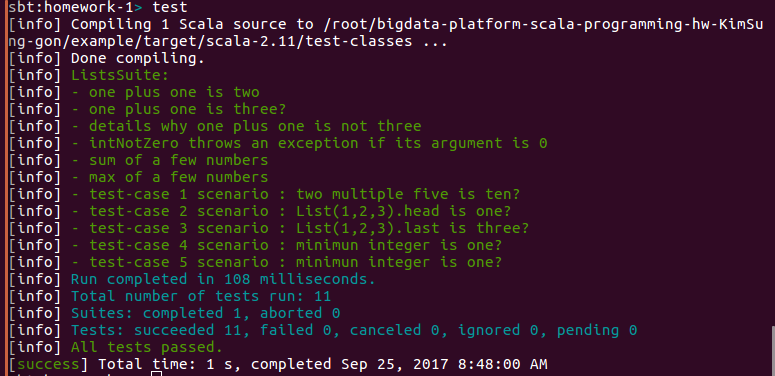 sbt:homework-1> test
[info] Compiling 1 Scala source to /root/bigdata-platform-scala-programming-hw-KimSu
ng-gon/example/target/scala-2.11/test-classes ...
[info] Done compiling.
[info] ListsSuite:
[info] - one plus one is two
[info] - one plus one is three?
[info] - details why one plus one is not three
[info] - intNotZero throws an exception if its argument is 0
[info] - sum of a few numbers
[info] - max of a few numbers
[info] - test-case 1 scenario : two multiple five is ten?
[info] - test-case 2 scenario : List(1,2,3).head is one?
[info] - test-case 3 scenario : List(1,2,3).last is three?
[info] - test-case 4 scenario : minimun integer is one?
[info] - test-case 5 scenario : minimun integer is one?
[info] Run completed in 108 milliseconds.
[info] Total number of tests run: 11
[info] Suites: completed 1, aborted 0
[info] Tests: succeeded 11, failed 0, canceled 0, ignored 0, pending 0
[info] All tests passed.
[success] Total time: 1 s, completed Sep 25, 2017 8:48:00 AM